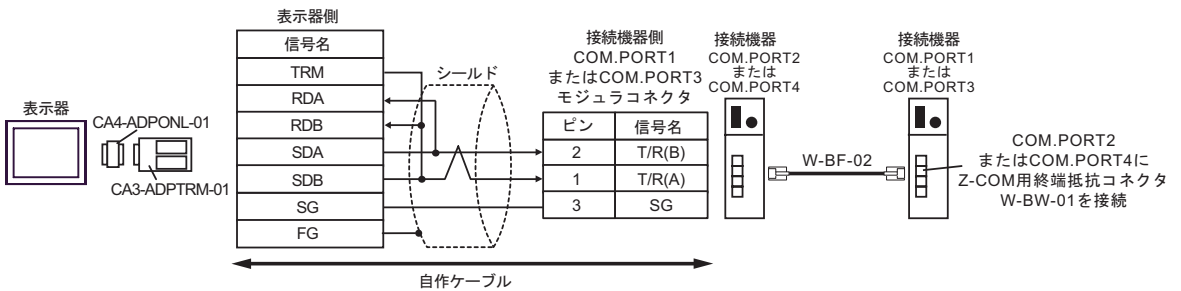 表示器
CA4-ADPONL-01
CA3-ADPTRM-01
表示器側
信号名
TRM
RDA
RDB
SDA
SDB
SG
FG
シールド
接続機器側
COM.PORT1
またはCOM.PORT3
モジュラコネクタ
ピン 信号名
2 T/R(B)
1 T/R(A)
3 SG
自作ケーブル
接続機器
COM.PORT2
または
COM.PORT4
W-BF-02
接続機器
COM.PORT1
または
COM.PORT3
COM.PORT2
またはCOM.PORT4に
Z-COM用終端抵抗コネクタ
W-BW-01を接続